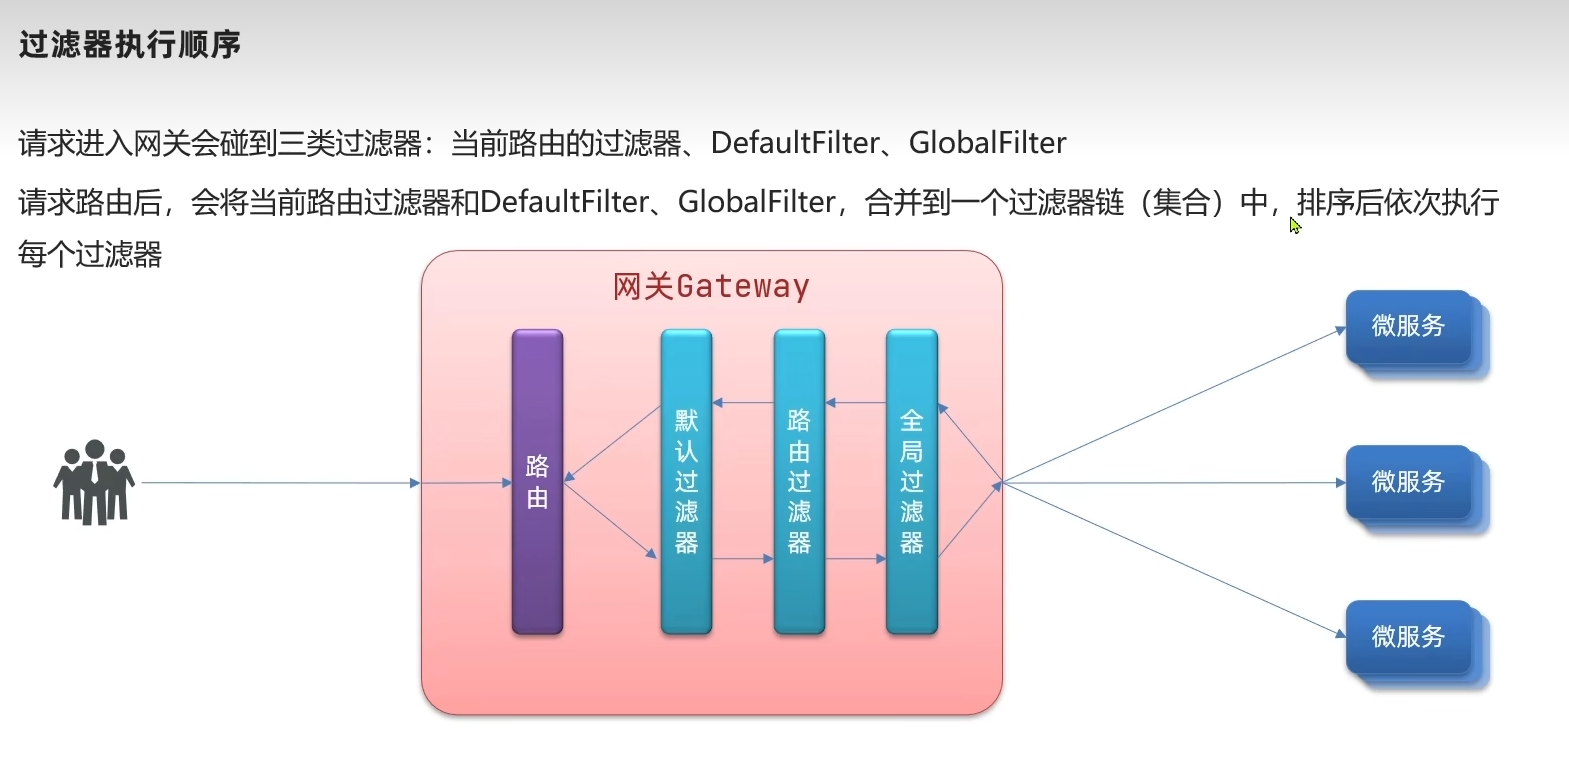 过滤器执行顺序
请求进入网关会碰到三类过滤器：当前路由的过滤器、DefaultFilter、GlobalFilter
请求路由后，会将当前路由过滤器和DefaultFilter、GlobalFilter，合并到一个过滤器链（集合）中，排序后依次执行
每个过滤器
网关Gateway
路由
默认过滤器
路由过滤器
全局过滤器
微服务
微服务
微服务